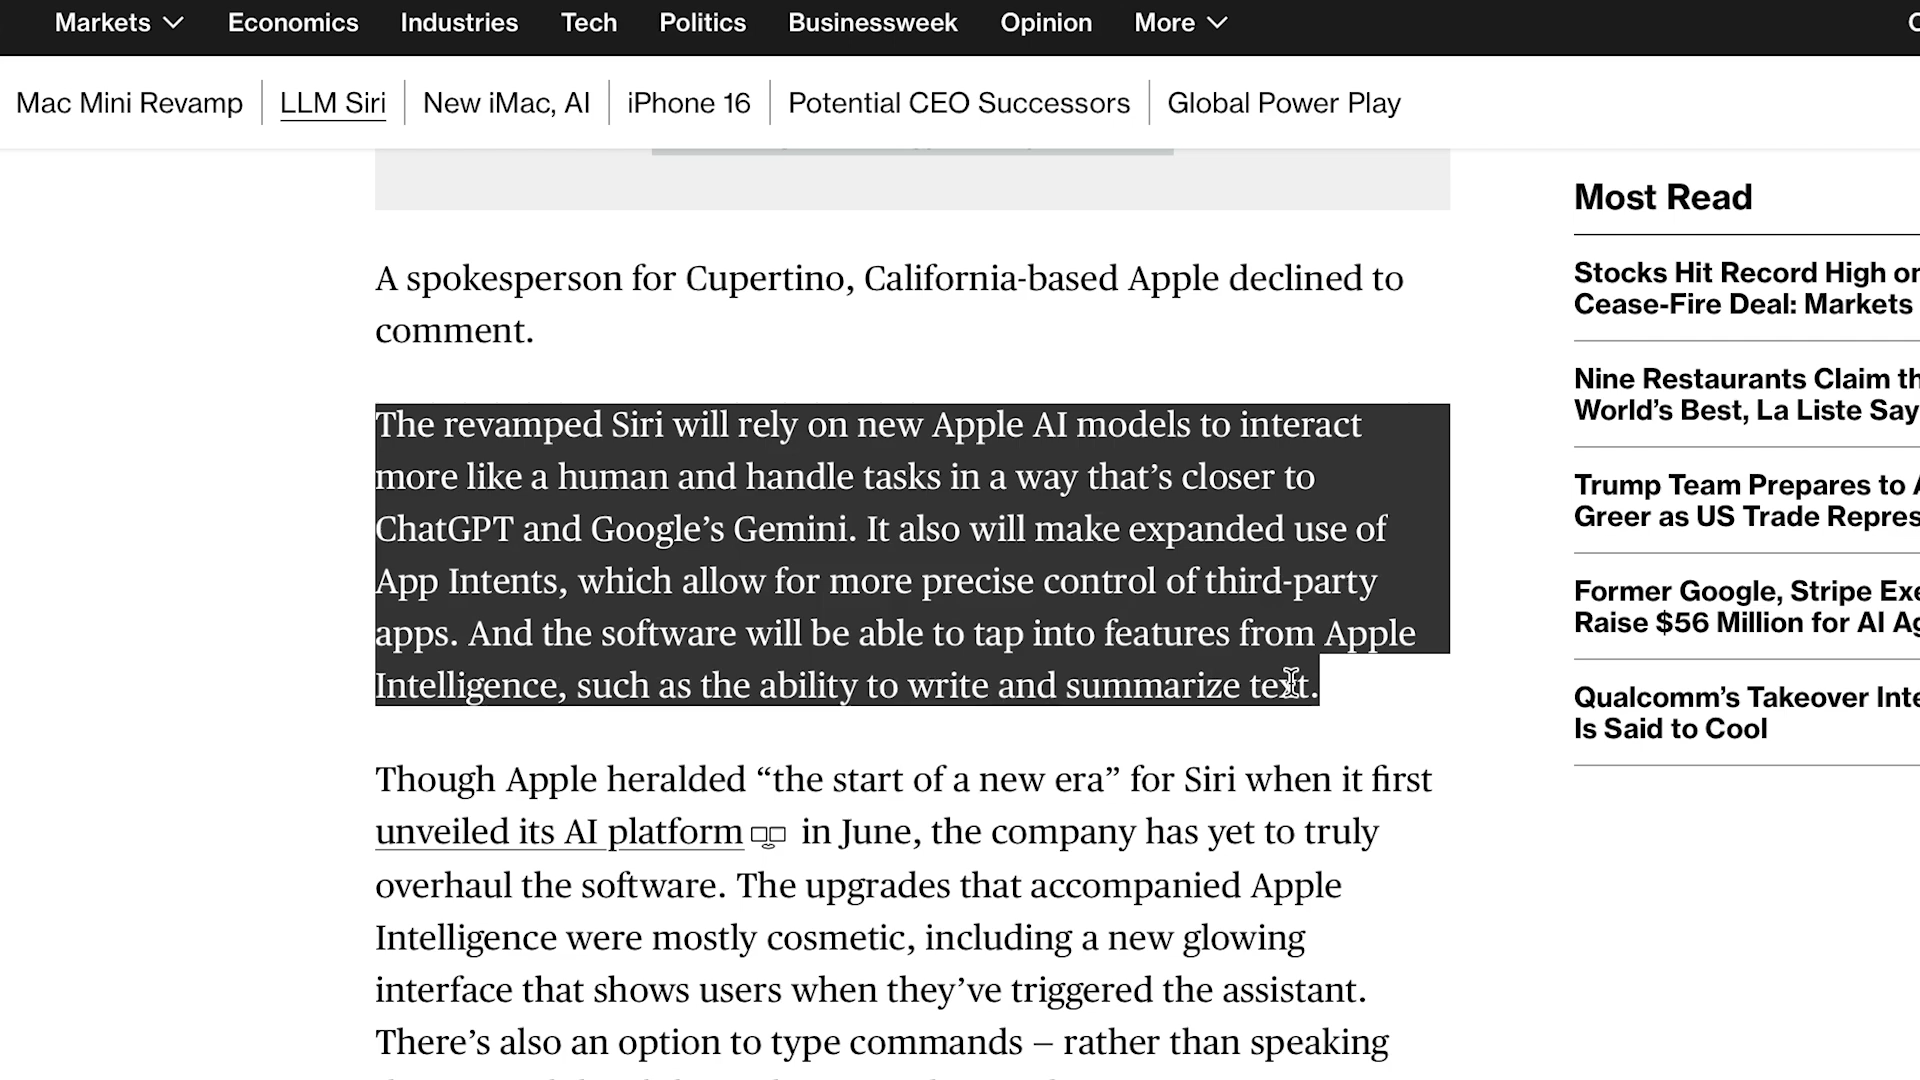 Markets Economics Industries Tech Politics Businessweek Opinion More
Mac Mini Revamp LLM Siri New iMac, AI iPhone 16 Potential CEO Successors Global Power Play
A spokesperson for Cupertino, California-based Apple declined to
comment.
The revamped Siri will rely on new Apple AI models to interact
more like a human and handle tasks in a way that’s closer to
ChatGPT and Google’s Gemini. It also will make expanded use of
App Intents, which allow for more precise control of third-party
apps. And the software will be able to tap into features from Apple
Intelligence, such as the ability to write and summarize text.
Though Apple heralded “the start of a new era” for Siri when it first
unveiled its AI platform in June, the company has yet to truly
overhaul the software. The upgrades that accompanied Apple
Intelligence were mostly cosmetic, including a new glowing
interface that shows users when they’ve triggered the assistant.
There’s also an option to type commands – rather than speaking
Most Read
Stocks Hit Record High
Cease-Fire Deal: Markets
Nine Restaurants Claim
World’s Best, La Liste
Trump Team Prepares to
Greer as US Trade
Former Google, Stripe
Raise $56 Million for AI
Qualcomm’s Takeover
Is Said to Cool